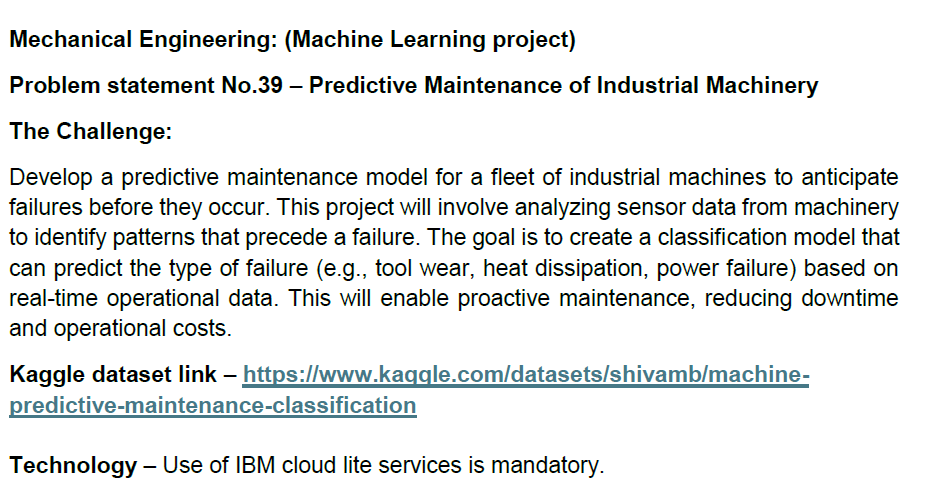 Mechanical Engineering: (Machine Learning project)
Problem statement No.39 – Predictive Maintenance of Industrial Machinery
The Challenge:
Develop a predictive maintenance model for a fleet of industrial machines to anticipate
failures before they occur. This project will involve analyzing sensor data from machinery
to identify patterns that precede a failure. The goal is to create a classification model that
can predict the type of failure (e.g., tool wear, heat dissipation, power failure) based on
real-time operational data. This will enable proactive maintenance, reducing downtime
and operational costs.
Kaggle dataset link – https://www.kaggle.com/datasets/shivamb/machine-
predictive-maintenance-classification
Technology – Use of IBM cloud lite services is mandatory.